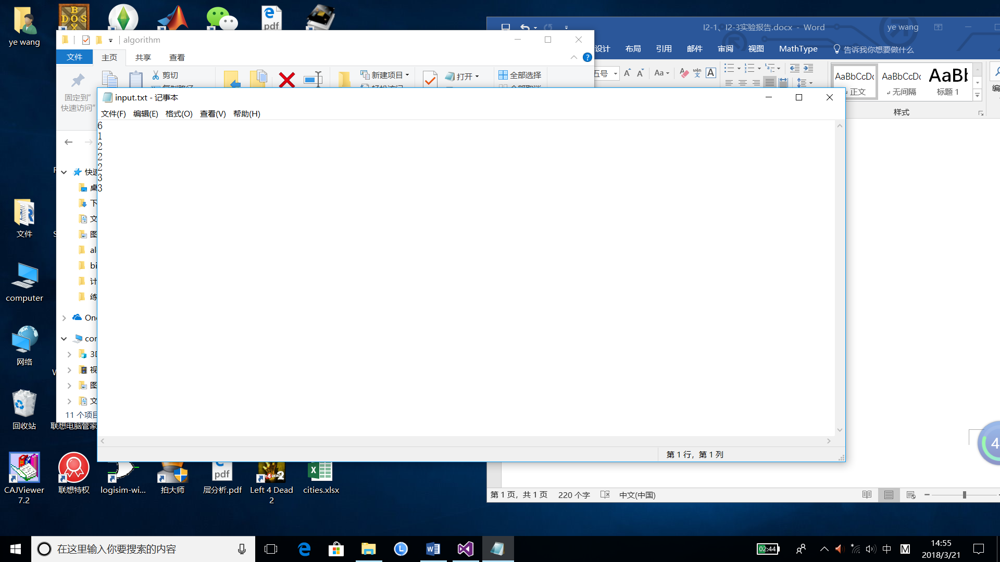 ye wang
algorithm
文件
主页
共享
查看
固定到"
快速访问"
剪切
新建项目
打开
全部选择
I2-1、I2-3实验报告.docx - Word
ye wang
设计
布局
引用
邮件
审阅
视图
MathType
告诉我你想要做什么
五号
Aa
AaBbCcDc
正文
AaBbCcDc
无间隔
标题 1
样式
input.txt - 记事本
文件(F)
编辑(E)
格式(O)
查看(V)
帮助(H)
6
1
2
2
2
3
3
第 1 行，第 1 列
文件
computer
网络
回收站
联想电脑管家
11 个项目
CAJViewer
7.2
联想特权
logisim-wi...
拍大师
pdf
层分析.pdf
Left 4 Dead
2
cities.xlsx
第 1 页，共 1 页
220 个字
中文(中国)
在这里输入你要搜索的内容
02:44
中
M
14:55
2018/3/21